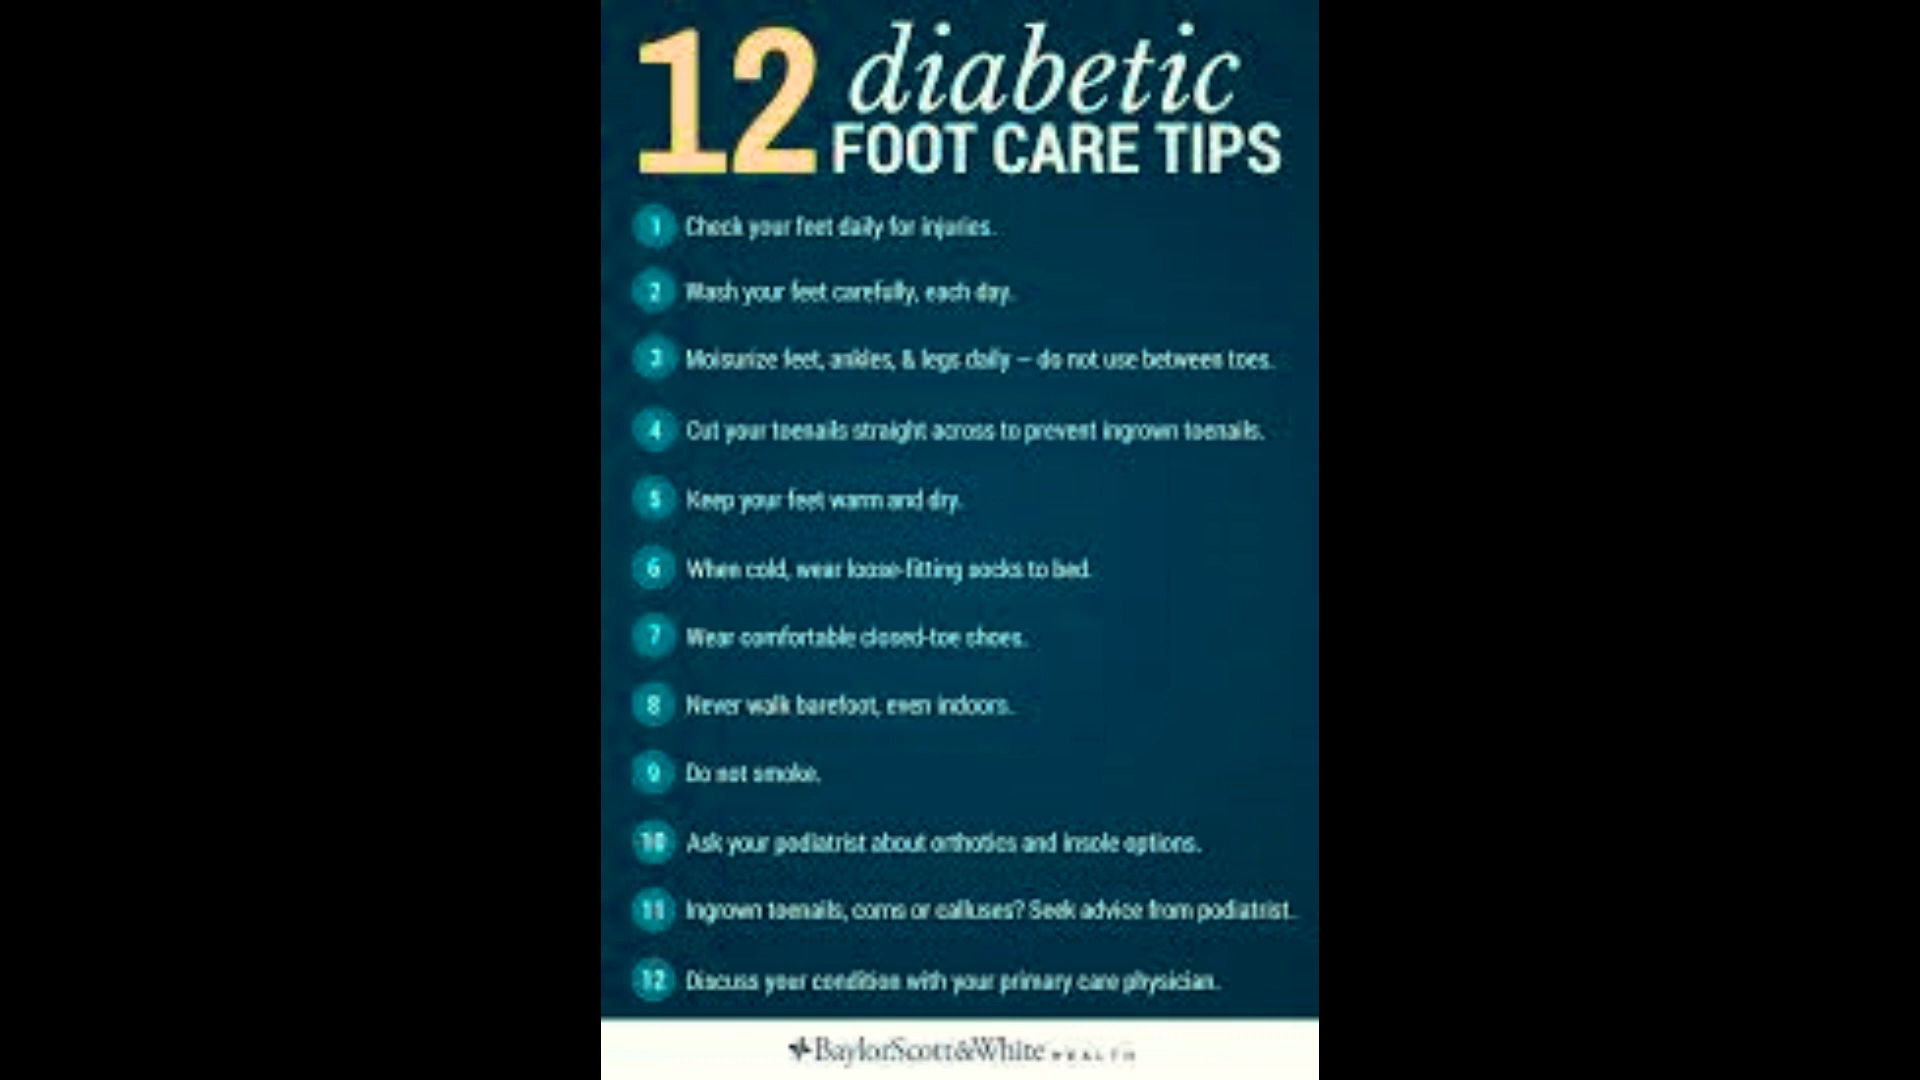 12 diabetic
FOOT CARE TIPS
1 Check your feet daily for injuries.
2 Wash your feet carefully, each day.
3 Moisurize feet, ankles, & legs daily – do not use between toes.
4 Cut your toenails straight across to prevent ingrown toenails.
5 Keep your feet warm and dry.
6 When cold, wear loose-fitting socks to bed.
7 Wear comfortable closed-toe shoes.
8 Never walk barefoot, even indoors.
9 Do not smoke.
10 Ask your podiatrist about orthotics and insole options.
11 Ingrown toenails, corns or calluses? Seek advice from podiatrist.
12 Discuss your condition with your primary care physician.
BaylorScott&White HEALTH